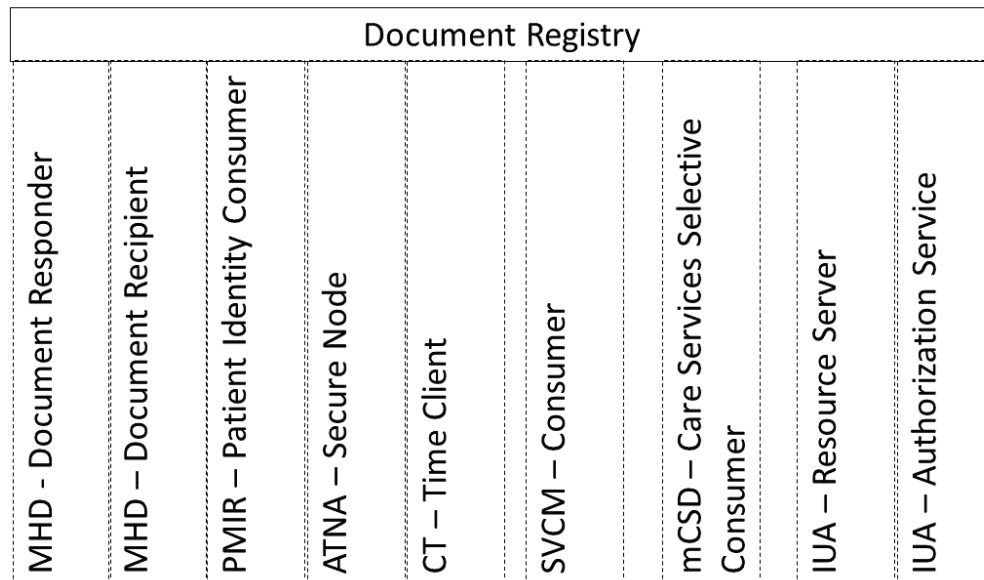 Document Registry
MHD - Document Responder
MHD – Document Recipient
PMIR – Patient Identity Consumer
ATNA – Secure Node
CT – Time Client
SVCM – Consumer
mCSD – Care Services Selective
Consumer
IUA – Resource Server
IUA – Authorization Service